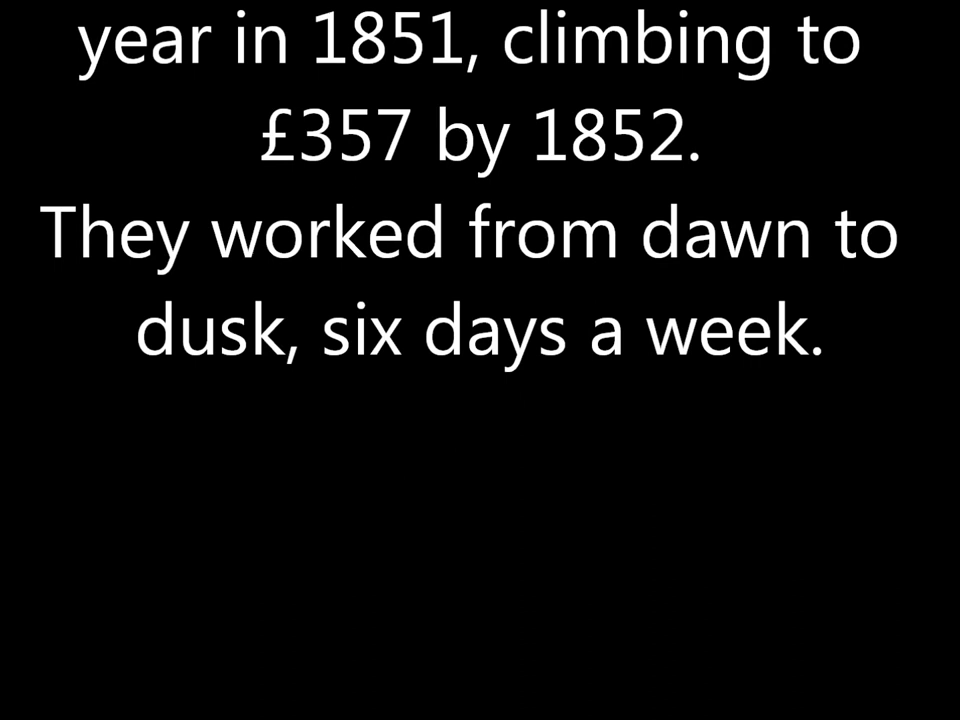 year in 1851, climbing to
£357 by 1852.
They worked from dawn to
dusk, six days a week.